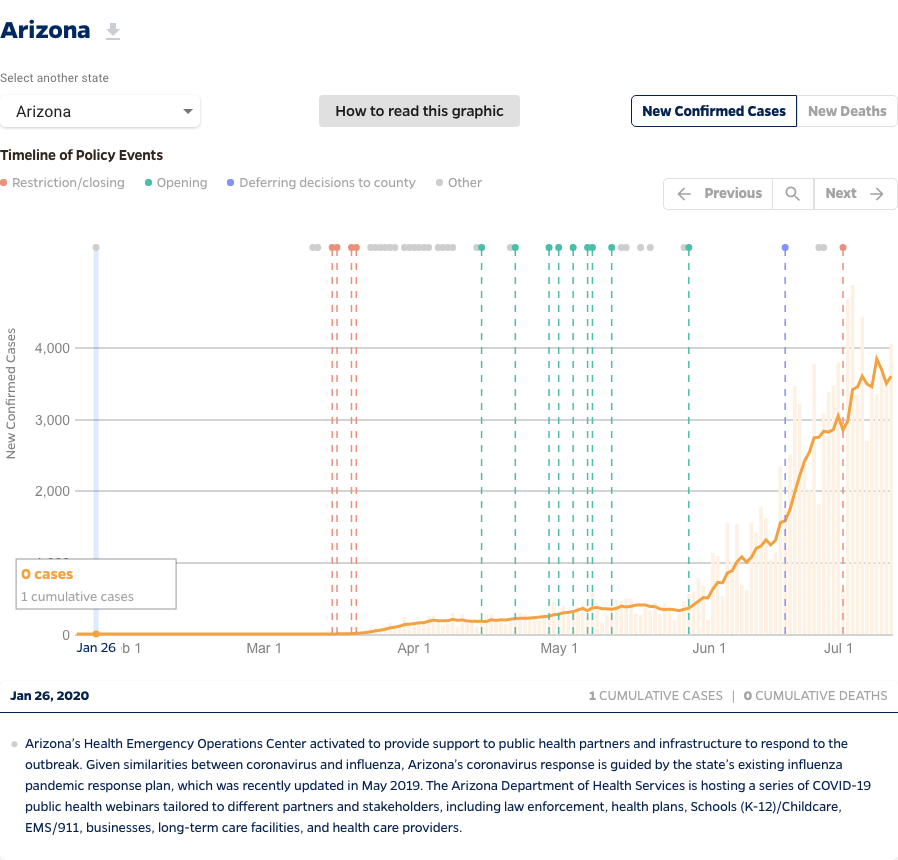 Arizona
Select another state
Arizona
How to read this graphic
New Confirmed Cases
New Deaths
Timeline of Policy Events
Restriction/closing
Opening
Deferring decisions to county
Other
Previous
Next
New Confirmed Cases
4,000
3,000
2,000
0
0 cases
1 cumulative cases
Jan 26
b 1
Mar 1
Apr 1
May 1
Jun 1
Jul 1
Jan 26, 2020
1 CUMULATIVE CASES | 0 CUMULATIVE DEATHS
Arizona's Health Emergency Operations Center activated to provide support to public health partners and infrastructure to respond to the
outbreak. Given similarities between coronavirus and influenza, Arizona's coronavirus response is guided by the state's existing influenza
pandemic response plan, which was recently updated in May 2019. The Arizona Department of Health Services is hosting a series of COVID-19
public health webinars tailored to different partners and stakeholders, including law enforcement, health plans, Schools (K-12)/Childcare,
EMS/911, businesses, long-term care facilities, and health care providers.